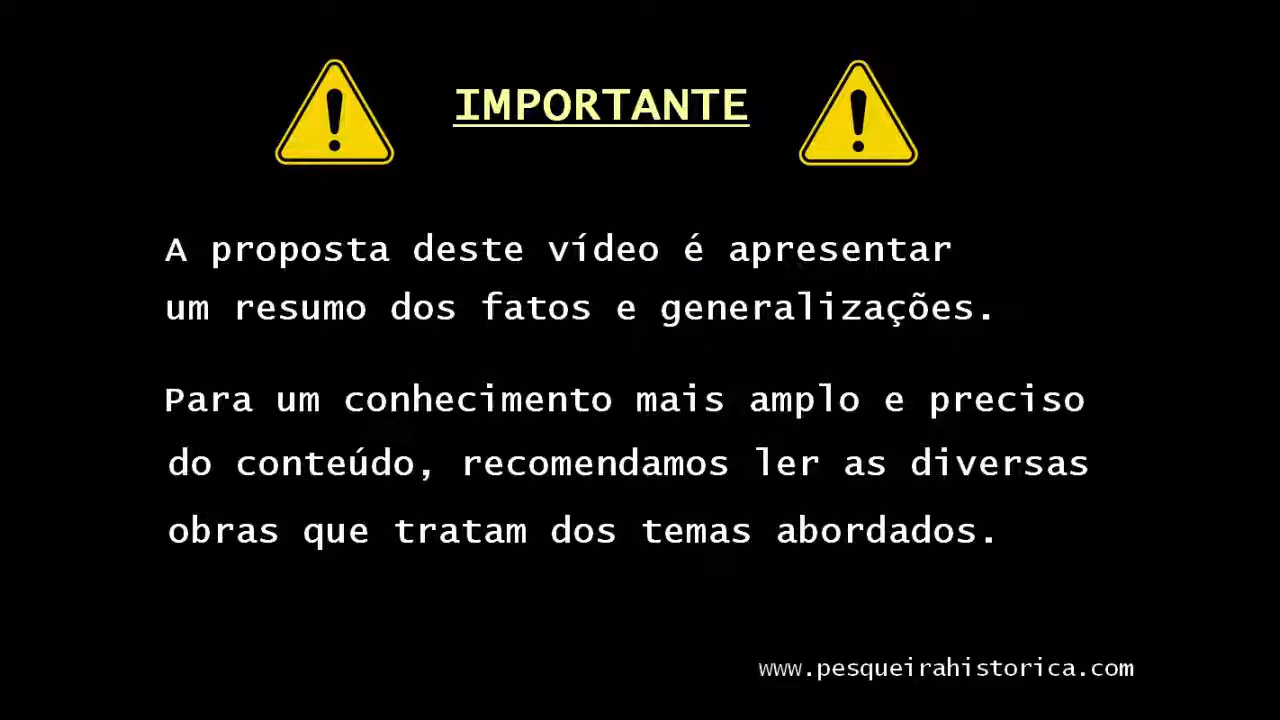 IMPORTANTE
A proposta deste vídeo é apresentar
um resumo dos fatos e generalizações.
Para um conhecimento mais amplo e preciso
do conteúdo, recomendamos ler as diversas
obras que tratam dos temas abordados.
www.pesqueirahistorica.com